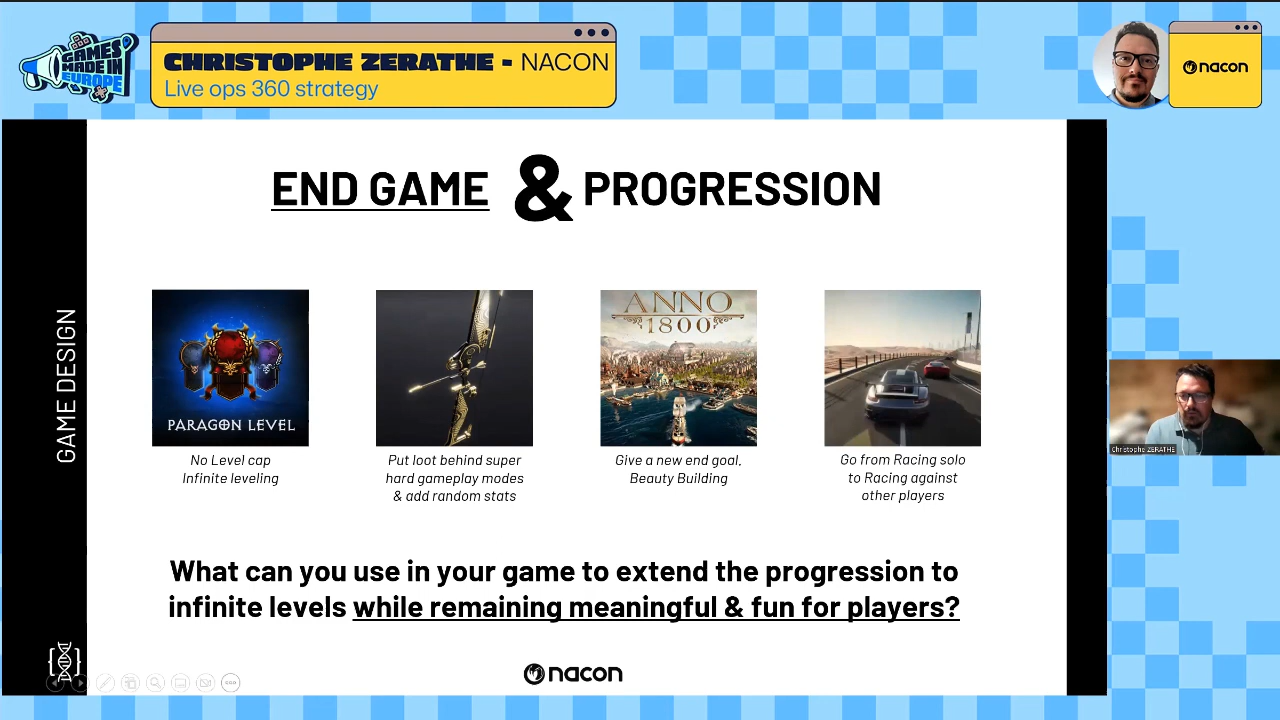 GAMES
MADE IN
EUROPE
CHRISTOPHE ZERATHE - NACON
Live ops 360 strategy
nacon
END GAME & PROGRESSION
GAME DESIGN
PARAGON LEVEL
ANNO
1800
No Level cap
Infinite leveling
Put loot behind super
hard gameplay modes
& add random stats
Give a new end goal.
Beauty Building
Go from Racing solo
to Racing against
other players
What can you use in your game to extend the progression to
infinite levels while remaining meaningful & fun for players?
nacon
Christophe ZERATHE